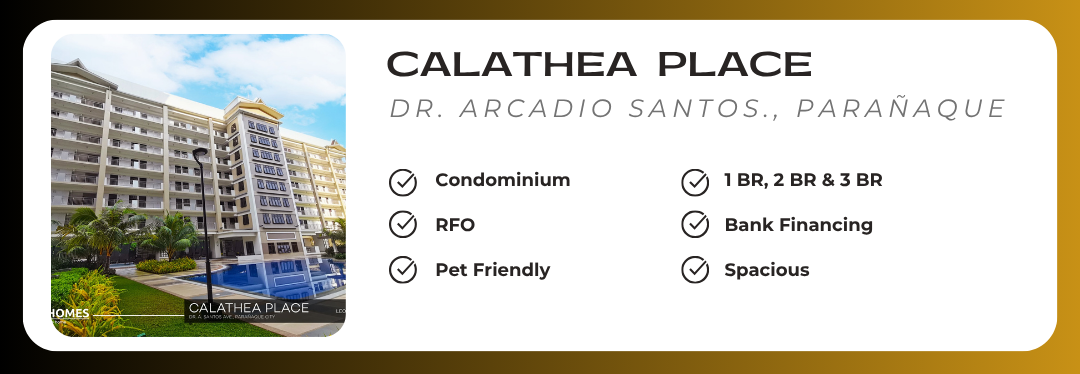 CALATHEA PLACE
DR. ARCADIO SANTOS., PARAÑAQUE
Condominium
RFO
Pet Friendly
1 BR, 2 BR & 3 BR
Bank Financing
Spacious
HOMES
CALATHEA PLACE
DR. A. SANTOS AVE., PARAÑAQUE CITY
LEO